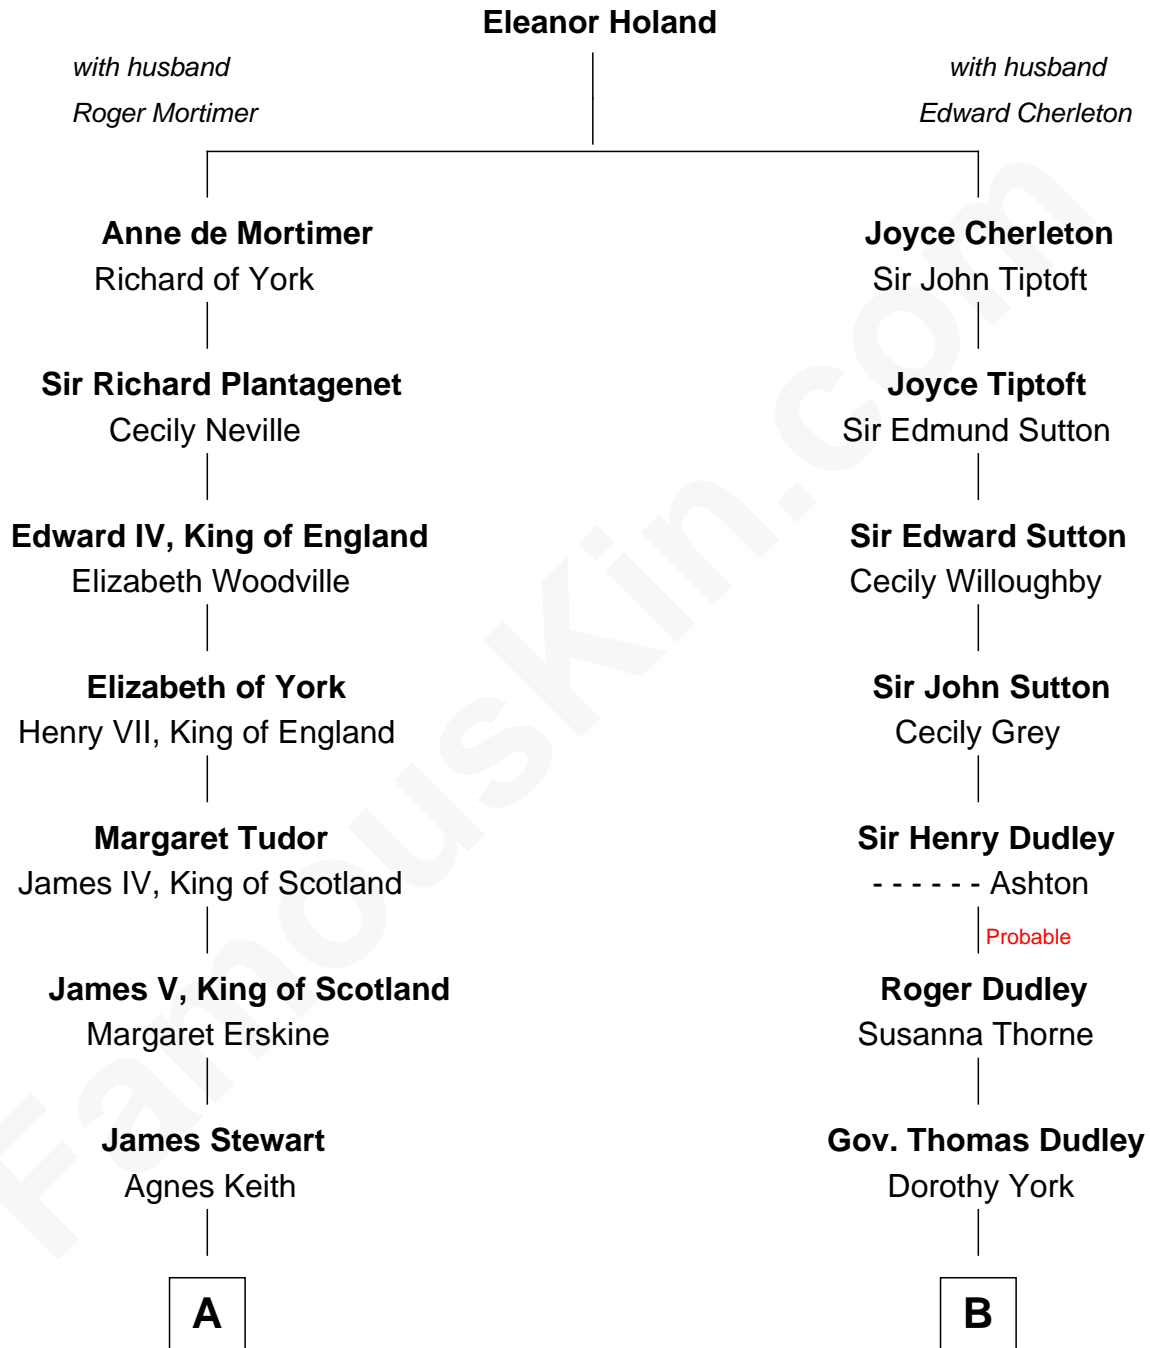 Eleanor Holand
with husband
Roger Mortimer
with husband
Edward Cherleton
Anne de Mortimer
Richard of York
Joyce Cherleton
Sir John Tiptoft
Sir Richard Plantagenet
Cecily Neville
Joyce Tiptoft
Sir Edmund Sutton
Edward IV, King of England
Elizabeth Woodville
Sir Edward Sutton
Cecily Willoughby
Elizabeth of York
Henry VII, King of England
Sir John Sutton
Cecily Grey
Margaret Tudor
James IV, King of Scotland
Sir Henry Dudley
- - - - - - Ashton
Probable
James V, King of Scotland
Margaret Erskine
Roger Dudley
Susanna Thorne
James Stewart
Agnes Keith
Gov. Thomas Dudley
Dorothy York
A
B
FamousKin.com